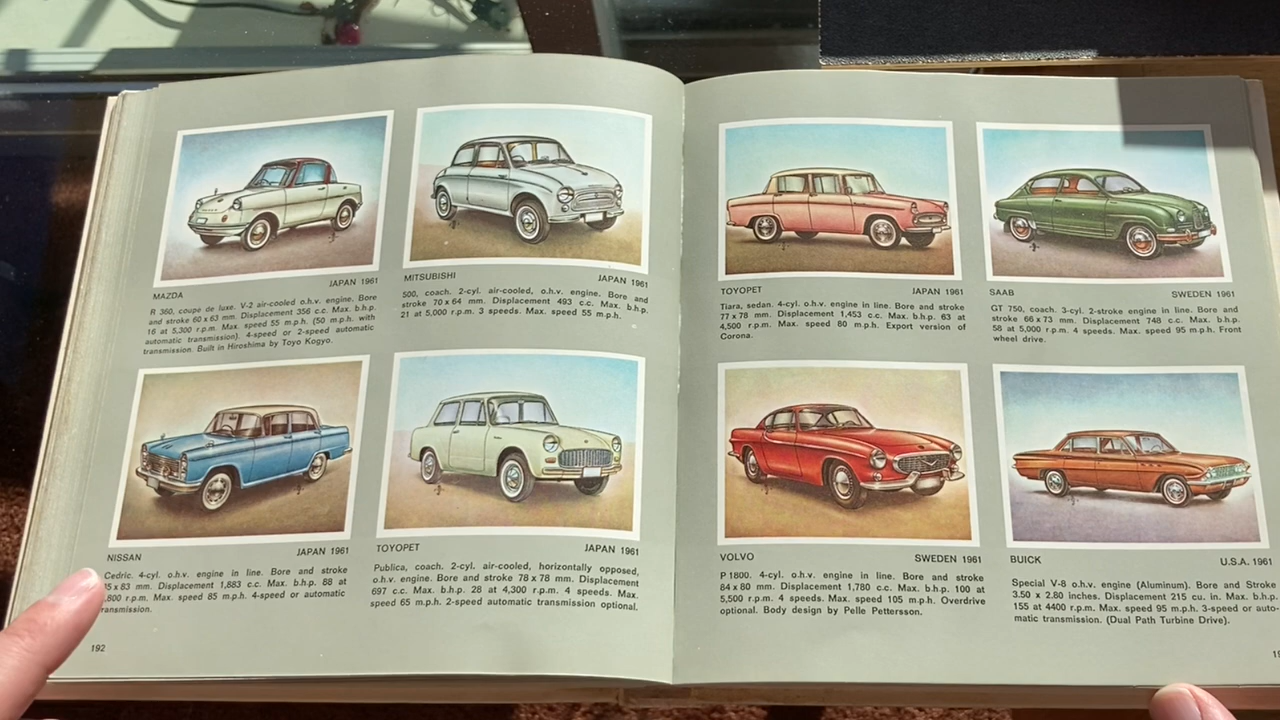 MAZDA JAPAN 1961
R 360, coupe de luxe. V-2 air-cooled o.h.v. engine. Bore
and stroke 60 x 63 mm. Displacement 356 c.c. Max. b.h.p.
16 at 5,300 r.p.m. Max. speed 55 m.p.h. (50 m.p.h. with
automatic transmission). 4-speed or 2-speed automatic
transmission. Built in Hiroshima by Toyo Kogyo.
MITSUBISHI JAPAN 1961
500, coach. 2-cyl. air-cooled, o.h.v. engine. Bore and
stroke 70 x 64 mm. Displacement 493 c.c. Max. b.h.p.
21 at 5,000 r.p.m. 3 speeds. Max. speed 55 m.p.h.
NISSAN JAPAN 1961
Cedric. 4-cyl. o.h.v. engine in line. Bore and stroke
5 x 83 mm. Displacement 1,883 c.c. Max. b.h.p. 88 at
,800 r.p.m. Max. speed 85 m.p.h. 4-speed or automatic
ransmission.
TOYOPET JAPAN 1961
Publica, coach. 2-cyl. air-cooled, horizontally opposed,
o.h.v. engine. Bore and stroke 78 x 78 mm. Displacement
697 c.c. Max. b.h.p. 28 at 4,300 r.p.m. 4 speeds. Max.
speed 65 m.p.h. 2-speed automatic transmission optional.
192
TOYOPET JAPAN 1961
Tiara, sedan. 4-cyl. o.h.v. engine in line. Bore and stroke
77 x 78 mm. Displacement 1,453 c.c. Max. b.h.p. 63 at
4,500 r.p.m. Max. speed 80 m.p.h. Export version of
Corona.
SAAB SWEDEN 1961
GT 750, coach. 3-cyl. 2-stroke engine in line. Bore and
stroke 66 x 73 mm. Displacement 748 c.c. Max. b.h.p.
58 at 5,000 r.p.m. 4 speeds. Max. speed 95 m.p.h. Front
wheel drive.
VOLVO SWEDEN 1961
P 1800. 4-cyl. o.h.v. engine in line. Bore and stroke
84 x 80 mm. Displacement 1,780 c.c. Max. b.h.p. 100 at
5,500 r.p.m. 4 speeds. Max. speed 105 m.p.h. Overdrive
optional. Body design by Pelle Pettersson.
BUICK U.S.A. 1961
Special V-8 o.h.v. engine (Aluminum). Bore and Stroke
3.50 x 2.80 inches. Displacement 215 cu. in. Max. b.h.p.
155 at 4400 r.p.m. Max. speed 95 m.p.h. 3-speed or auto-
matic transmission. (Dual Path Turbine Drive).